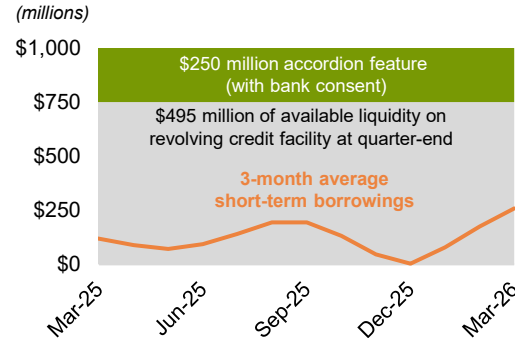 (millions)
$1,000
$750
$500
$250
$0
$250 million accordion feature
(with bank consent)
$495 million of available liquidity on
revolving credit facility at quarter-end
3-month average
short-term borrowings
Mar-25
Jun-25
Sep-25
Dec-25
Mar-26